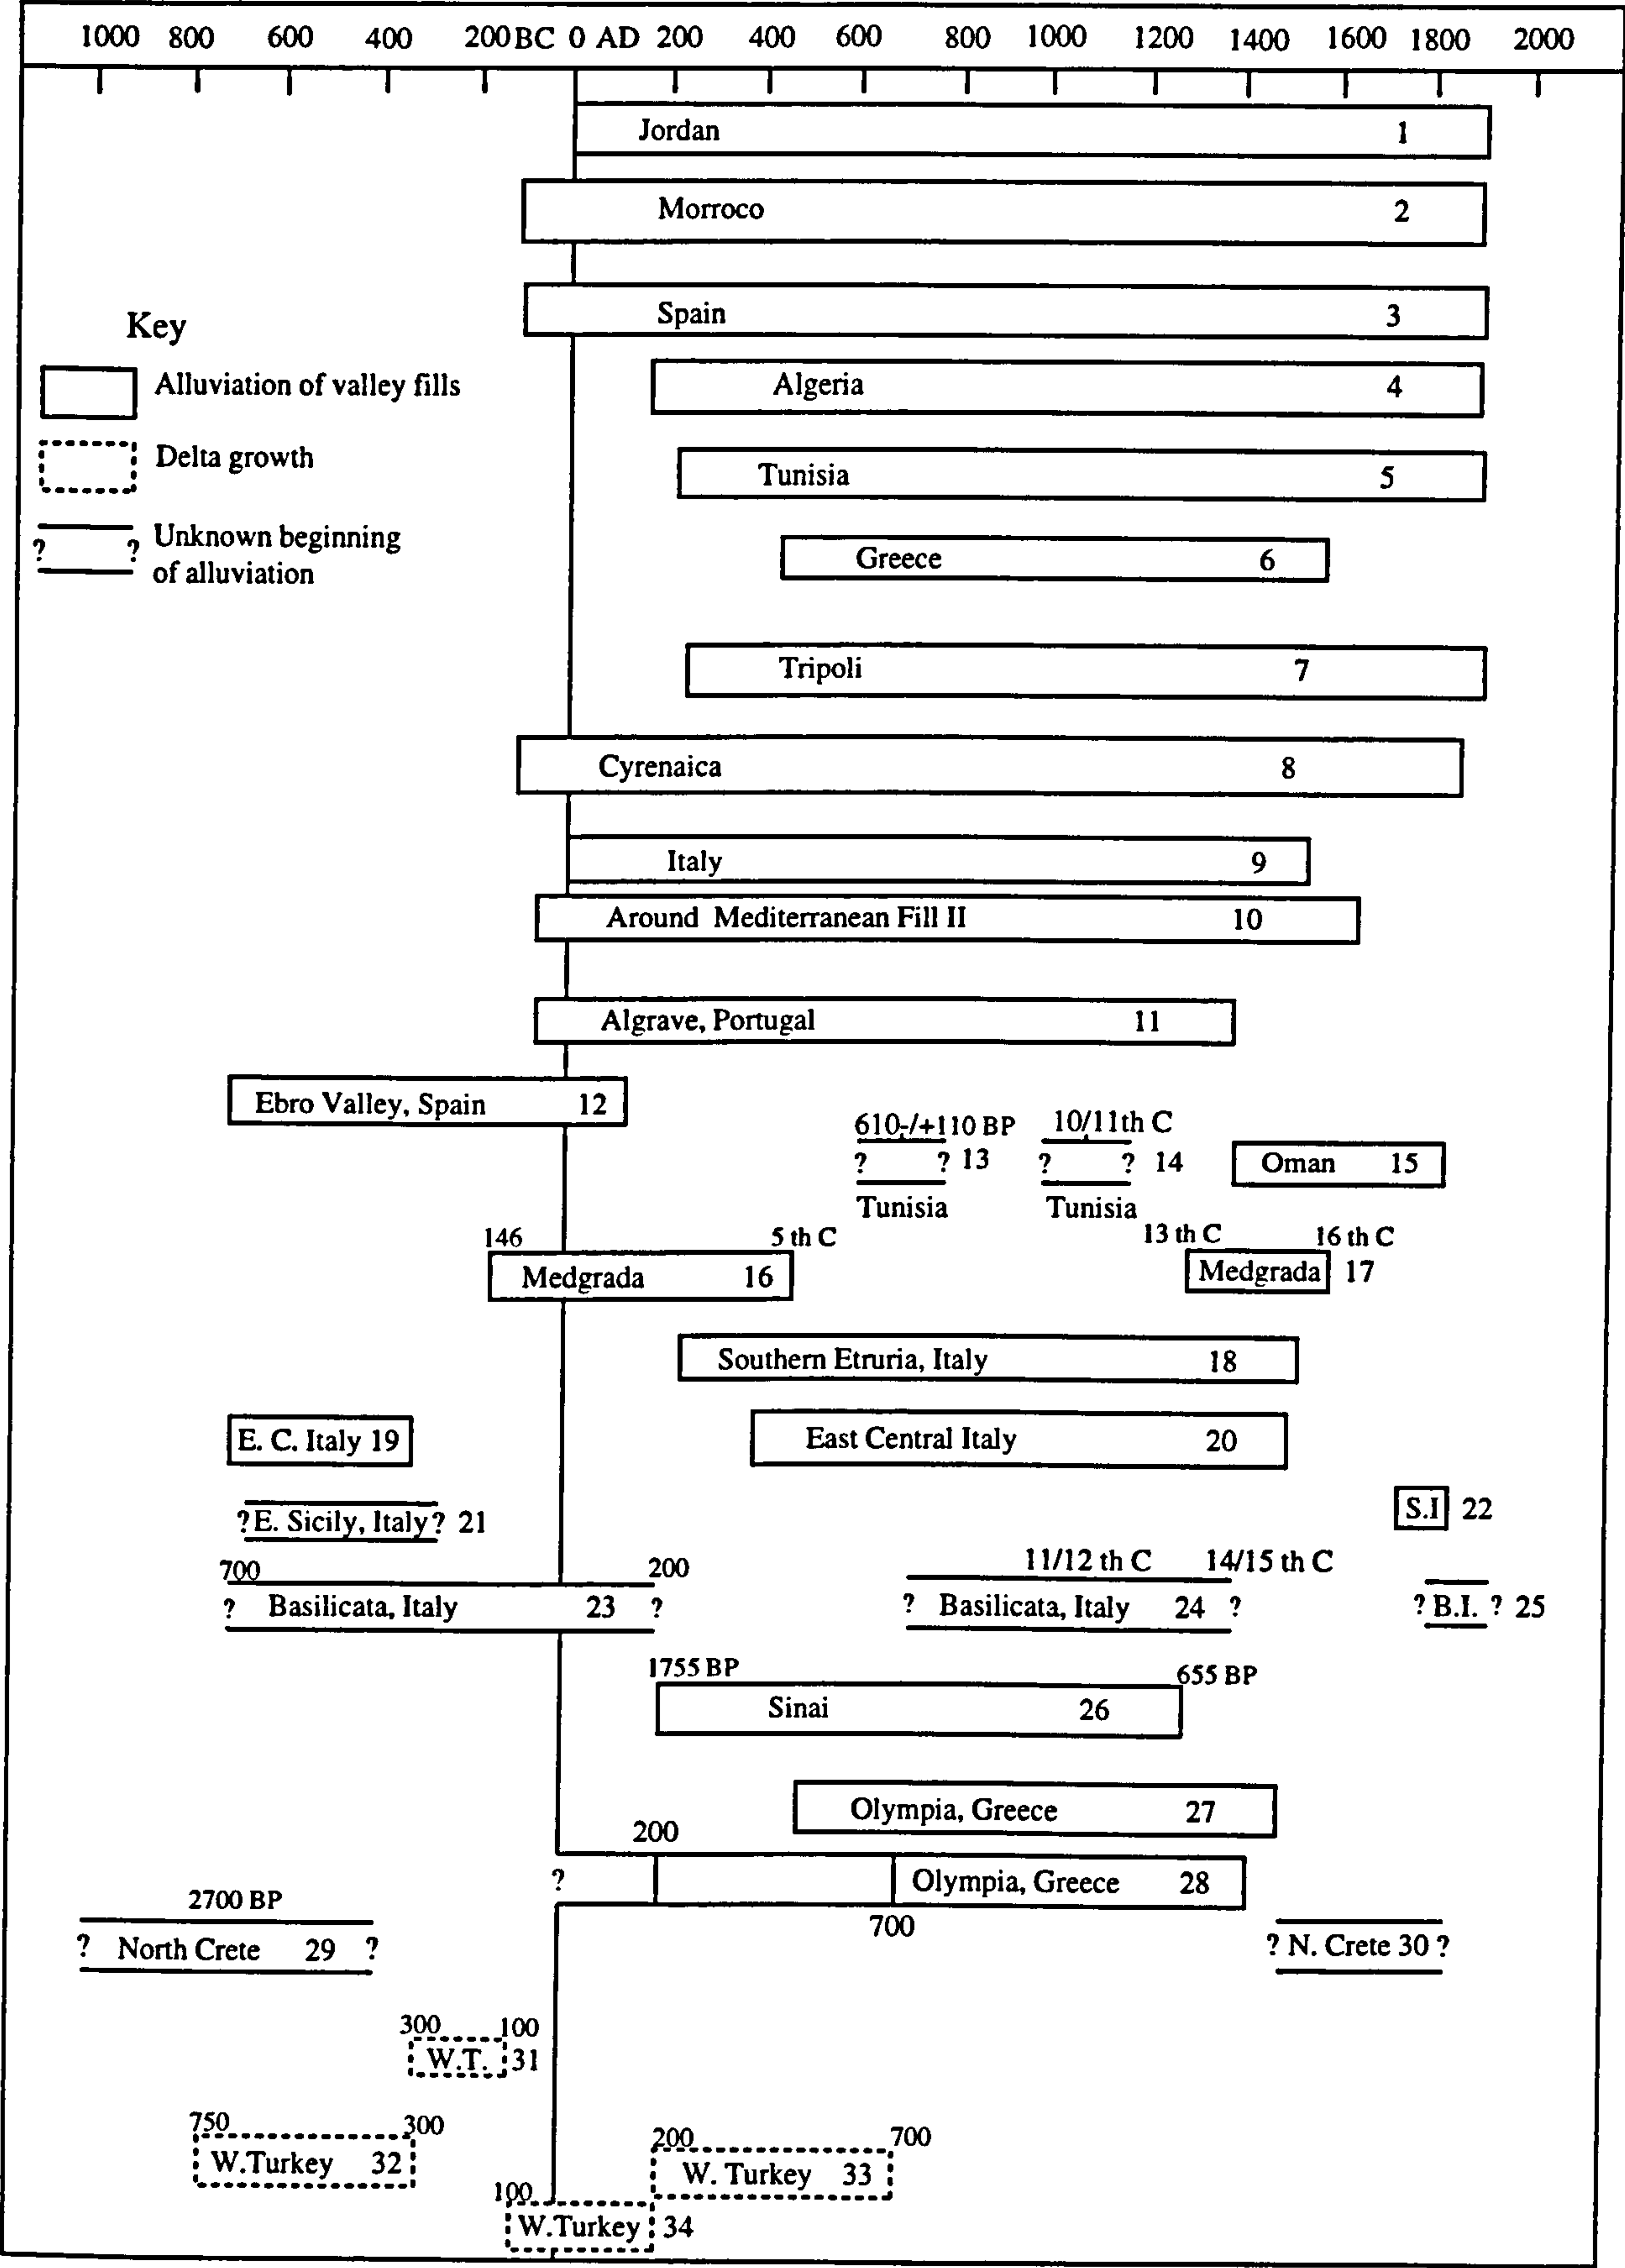 1000 800 600 400 200 BC 0 AD 200 400 600 800 1000 1200 1400 1600 1800 2000
Jordan 1
Morroco 2
Spain 3
Key
Alluviation of valley fills
Delta growth
? ? Unknown beginning
of alluviation
Algeria 4
Tunisia 5
Greece 6
Tripoli 7
Cyrenaica 8
Italy 9
Around Mediterranean Fill II 10
Algrave, Portugal 11
Ebro Valley, Spain 12
610-/+110 BP 10/11th C
? ? 13 ? ? 14 Oman 15
Tunisia Tunisia
146 5 th C 13 th C 16 th C
Medgrada 16 Medgrada 17
Southern Etruria, Italy 18
E. C. Italy 19 East Central Italy 20
?E. Sicily, Italy? 21 S.I 22
700 200 11/12 th C 14/15 th C
? Basilicata, Italy 23 ? ? Basilicata, Italy 24 ? ? B.I. ? 25
1755 BP 655 BP
Sinai 26
Olympia, Greece 27
200
? Olympia, Greece 28
2700 BP 700
? North Crete 29 ? ? N. Crete 30 ?
300 100
W.T. 31
750 300 200 700
W.Turkey 32 W. Turkey 33
100
W.Turkey 34